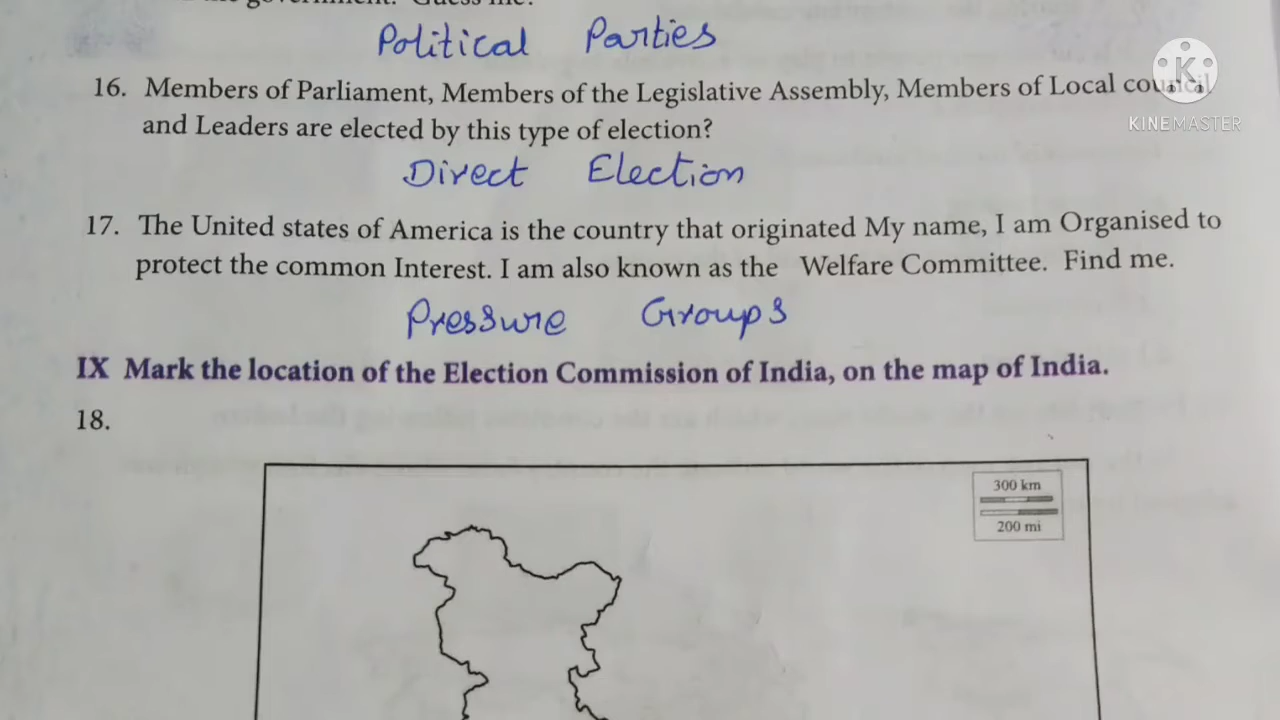 the government. Guess me.
Political Parties
16. Members of Parliament, Members of the Legislative Assembly, Members of Local council
and Leaders are elected by this type of election?
Direct Election
17. The United states of America is the country that originated My name, I am Organised to
protect the common Interest. I am also known as the Welfare Committee. Find me.
Pressure Groups
IX Mark the location of the Election Commission of India, on the map of India.
18.
300 km
200 mi
K
KINEMASTER